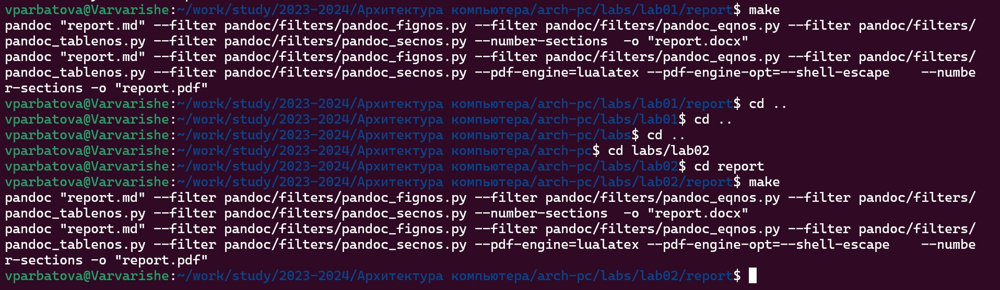 vparbatova@Varvarishe:~/work/study/2023-2024/Архитектура компьютера/arch-pc/labs/lab01/report$ make
pandoc "report.md" --filter pandoc/filters/pandoc_fignos.py --filter pandoc/filters/pandoc_eqnos.py --filter pandoc/filters/
pandoc_tablenos.py --filter pandoc/filters/pandoc_secnos.py --number-sections  -o "report.docx"
pandoc "report.md" --filter pandoc/filters/pandoc_fignos.py --filter pandoc/filters/pandoc_eqnos.py --filter pandoc/filters/
pandoc_tablenos.py --filter pandoc/filters/pandoc_secnos.py --pdf-engine=lualatex --pdf-engine-opt=--shell-escape    --numbe
r-sections -o "report.pdf"
vparbatova@Varvarishe:~/work/study/2023-2024/Архитектура компьютера/arch-pc/labs/lab01/report$ cd ..
vparbatova@Varvarishe:~/work/study/2023-2024/Архитектура компьютера/arch-pc/labs/lab01$ cd ..
vparbatova@Varvarishe:~/work/study/2023-2024/Архитектура компьютера/arch-pc/labs$ cd ..
vparbatova@Varvarishe:~/work/study/2023-2024/Архитектура компьютера/arch-pc$ cd labs/lab02
vparbatova@Varvarishe:~/work/study/2023-2024/Архитектура компьютера/arch-pc/labs/lab02$ cd report
vparbatova@Varvarishe:~/work/study/2023-2024/Архитектура компьютера/arch-pc/labs/lab02/report$ make
pandoc "report.md" --filter pandoc/filters/pandoc_fignos.py --filter pandoc/filters/pandoc_eqnos.py --filter pandoc/filters/
pandoc_tablenos.py --filter pandoc/filters/pandoc_secnos.py --number-sections  -o "report.docx"
pandoc "report.md" --filter pandoc/filters/pandoc_fignos.py --filter pandoc/filters/pandoc_eqnos.py --filter pandoc/filters/
pandoc_tablenos.py --filter pandoc/filters/pandoc_secnos.py --pdf-engine=lualatex --pdf-engine-opt=--shell-escape    --numbe
r-sections -o "report.pdf"
vparbatova@Varvarishe:~/work/study/2023-2024/Архитектура компьютера/arch-pc/labs/lab02/report$